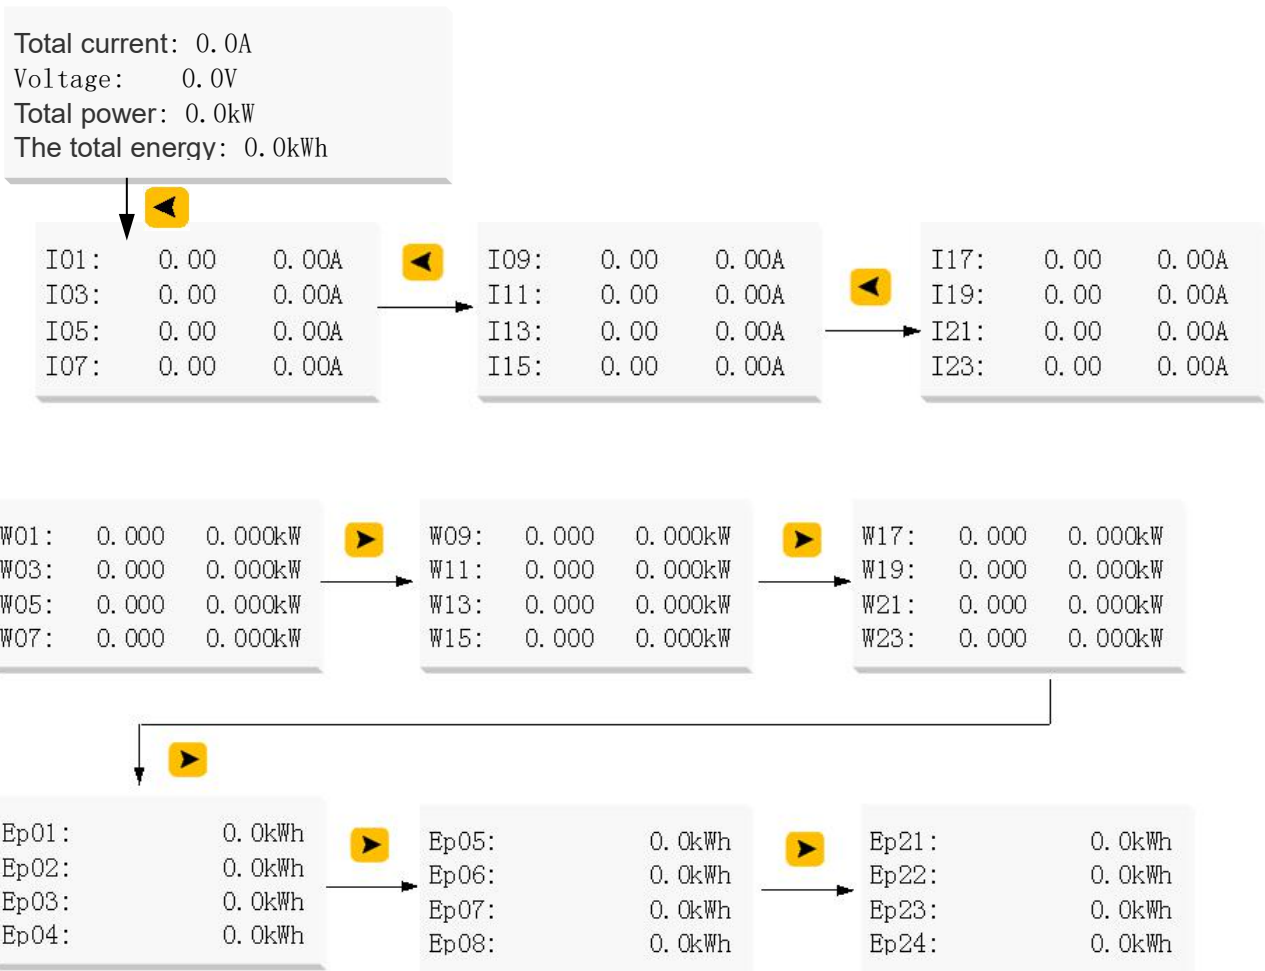 Total current: 0.0A
Voltage: 0.0V
Total power: 0.0kW
The total energy: 0.0kWh
I01: 0.00 0.00A
I03: 0.00 0.00A
I05: 0.00 0.00A
I07: 0.00 0.00A
I09: 0.00 0.00A
I11: 0.00 0.00A
I13: 0.00 0.00A
I15: 0.00 0.00A
I17: 0.00 0.00A
I19: 0.00 0.00A
I21: 0.00 0.00A
I23: 0.00 0.00A
W01: 0.000 0.000kW
W03: 0.000 0.000kW
W05: 0.000 0.000kW
W07: 0.000 0.000kW
W09: 0.000 0.000kW
W11: 0.000 0.000kW
W13: 0.000 0.000kW
W15: 0.000 0.000kW
W17: 0.000 0.000kW
W19: 0.000 0.000kW
W21: 0.000 0.000kW
W23: 0.000 0.000kW
Ep01: 0.0kWh
Ep02: 0.0kWh
Ep03: 0.0kWh
Ep04: 0.0kWh
Ep05: 0.0kWh
Ep06: 0.0kWh
Ep07: 0.0kWh
Ep08: 0.0kWh
Ep21: 0.0kWh
Ep22: 0.0kWh
Ep23: 0.0kWh
Ep24: 0.0kWh